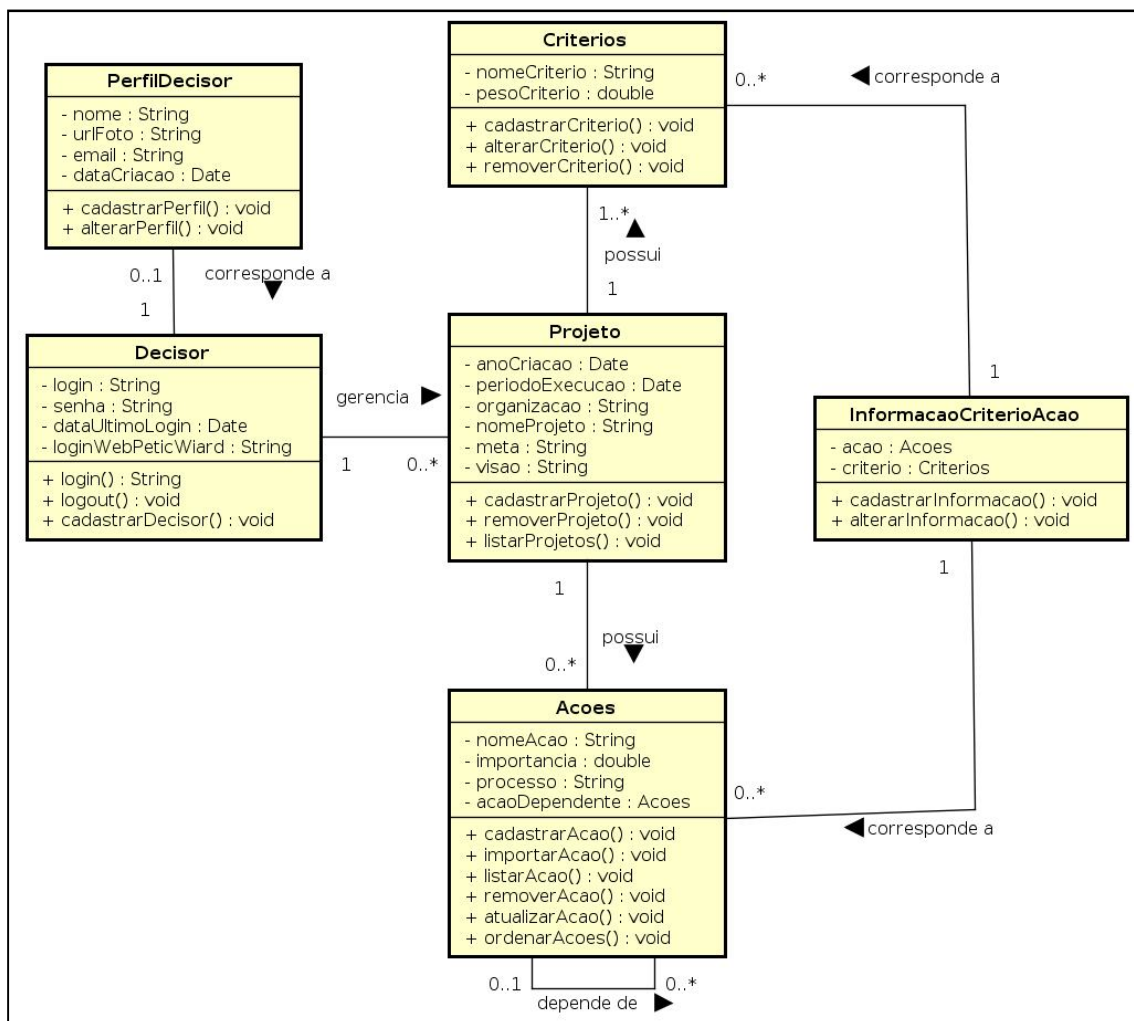 Criterios
- nomeCriterio : String
- pesoCriterio : double
+ cadastrarCriterio() : void
+ alterarCriterio() : void
+ removerCriterio() : void
0..*
corresponde a
PerfilDecisor
- nome : String
- urlFoto : String
- email : String
- dataCriacao : Date
+ cadastrarPerfil() : void
+ alterarPerfil() : void
0..1
corresponde a
1
1..*
possui
1
Decisor
- login : String
- senha : String
- dataUltimoLogin : Date
- loginWebPeticWiard : String
+ login() : String
+ logout() : void
+ cadastrarDecisor() : void
gerencia
1
0..*
Projeto
- anoCriacao : Date
- periodoExecucao : Date
- organizacao : String
- nomeProjeto : String
- meta : String
- visao : String
+ cadastrarProjeto() : void
+ removerProjeto() : void
+ listarProjetos() : void
1
InformacaoCriterioAcao
- acao : Acoes
- criterio : Criterios
+ cadastrarInformacao() : void
+ alterarInformacao() : void
1
1
possui
0..*
Acoes
- nomeAcao : String
- importancia : double
- processo : String
- acaoDependente : Acoes
+ cadastrarAcao() : void
+ importarAcao() : void
+ listarAcao() : void
+ removerAcao() : void
+ atualizarAcao() : void
+ ordenarAcoes() : void
0..*
corresponde a
0..1
0..*
depende de